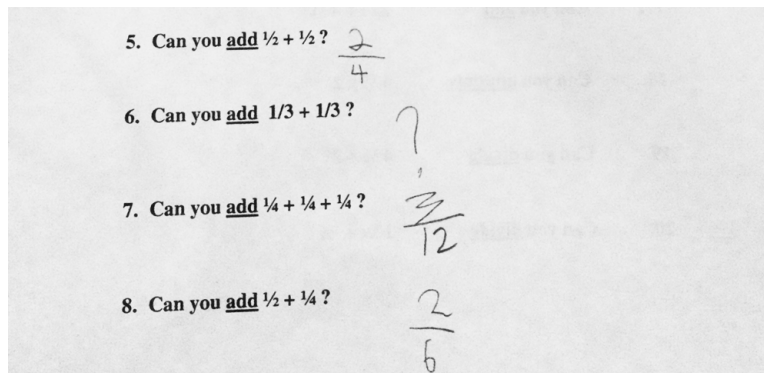 5. Can you add ½ + ½ ? 2/4
6. Can you add 1/3 + 1/3 ? ?
7. Can you add ¼ + ¼ + ¼ ? 3/12
8. Can you add ½ + ¼ ? 2/6